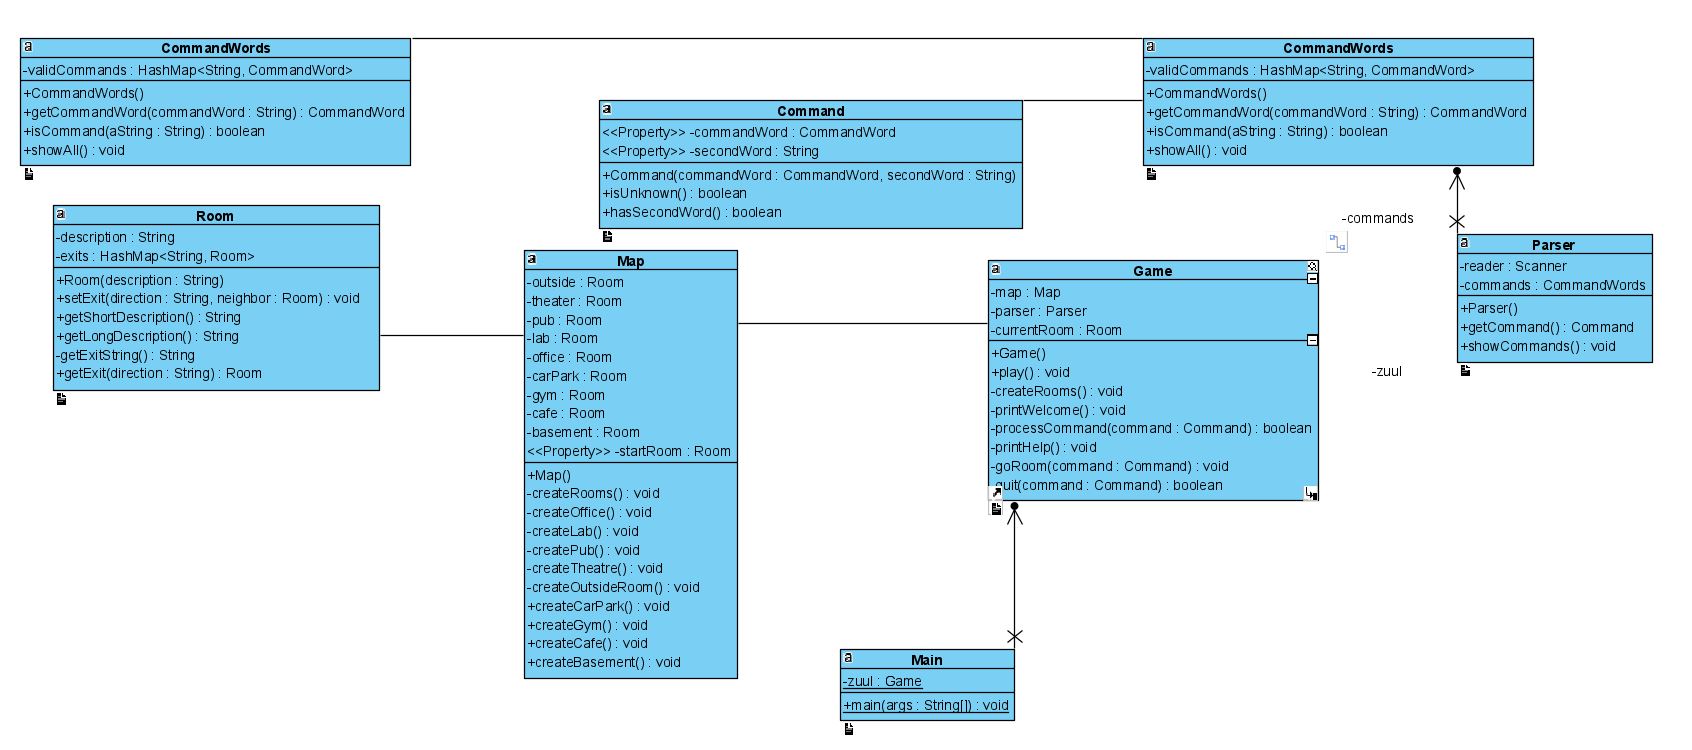 CommandWords
-validCommands : HashMap<String, CommandWord>
+CommandWords()
+getCommandWord(commandWord : String) : CommandWord
+isCommand(aString : String) : boolean
+showAll() : void
Command
<<Property>> -commandWord : CommandWord
<<Property>> -secondWord : String
+Command(commandWord : CommandWord, secondWord : String)
+isUnknown() : boolean
+hasSecondWord() : boolean
CommandWords
-validCommands : HashMap<String, CommandWord>
+CommandWords()
+getCommandWord(commandWord : String) : CommandWord
+isCommand(aString : String) : boolean
+showAll() : void
Room
-description : String
-exits : HashMap<String, Room>
+Room(description : String)
+setExit(direction : String, neighbor : Room) : void
+getShortDescription() : String
+getLongDescription() : String
-getExitString() : String
+getExit(direction : String) : Room
Map
-outside : Room
-theater : Room
-pub : Room
-lab : Room
-office : Room
-carPark : Room
-gym : Room
-cafe : Room
-basement : Room
<<Property>> -startRoom : Room
+Map()
-createRooms() : void
-createOffice() : void
-createLab() : void
-createPub() : void
-createTheatre() : void
-createOutsideRoom() : void
+createCarPark() : void
+createGym() : void
+createCafe() : void
+createBasement() : void
Game
-map : Map
-parser : Parser
-currentRoom : Room
+Game()
+play() : void
-createRooms() : void
-printWelcome() : void
-processCommand(command : Command) : boolean
-printHelp() : void
-goRoom(command : Command) : void
quit(command : Command) : boolean
-commands
Parser
-reader : Scanner
-commands : CommandWords
+Parser()
+getCommand() : Command
+showCommands() : void
-zuul
Main
-zuul : Game
+main(args : String[]) : void